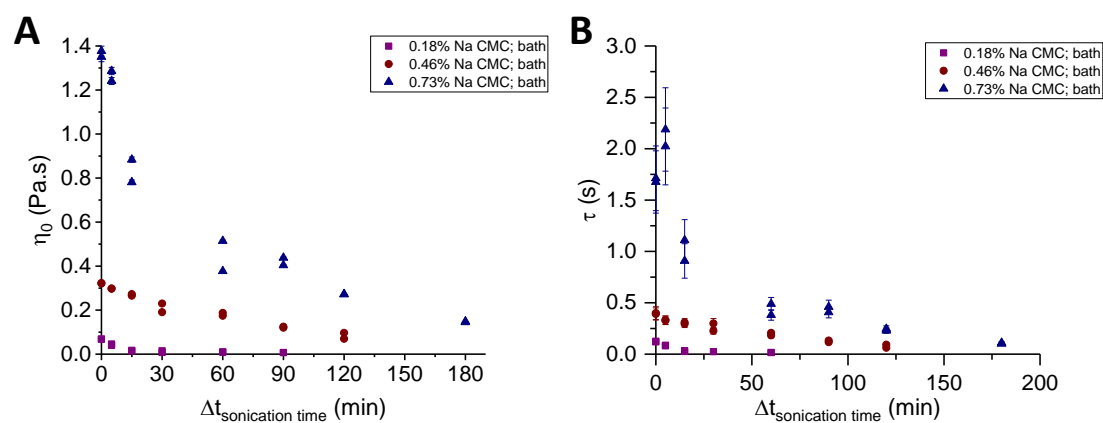 A
1.4
1.2
1.0
0.8
0.6
0.4
0.2
0.0
η0 (Pa.s)
0 30 60 90 120 150 180
Δtsonication time (min)
0.18% Na CMC; bath
0.46% Na CMC; bath
0.73% Na CMC; bath
B
3.0
2.5
2.0
1.5
1.0
0.5
0.0
τ (s)
0 50 100 150 200
Δtsonication time (min)
0.18% Na CMC; bath
0.46% Na CMC; bath
0.73% Na CMC; bath